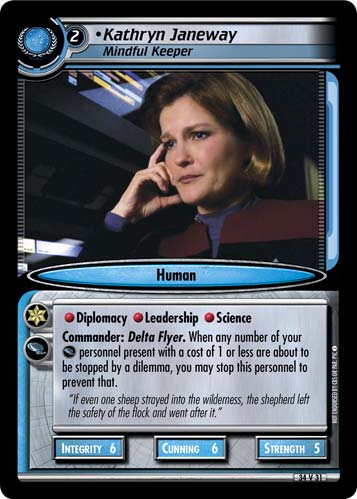 2
•Kathryn Janeway
Mindful Keeper
Human
Diplomacy Leadership Science
Commander: Delta Flyer. When any number of your
personnel present with a cost of 1 or less are about to
be stopped by a dilemma, you may stop this personnel to
prevent that.
"If even one sheep strayed into the wilderness, the shepherd left
the safety of the flock and went after it."
INTEGRITY 6 CUNNING 6 STRENGTH 5
34 V 31